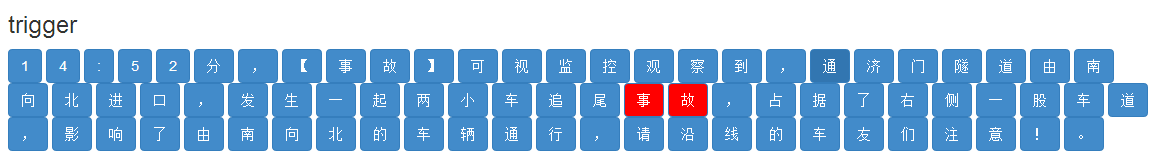 trigger
14:52分，【事故】可视监控观察到，通济门隧道由南
向北进口，发生一起两小车追尾事故，占据了右侧一股车道
，影响了由南向北的车辆通行，请沿线的车友们注意！。